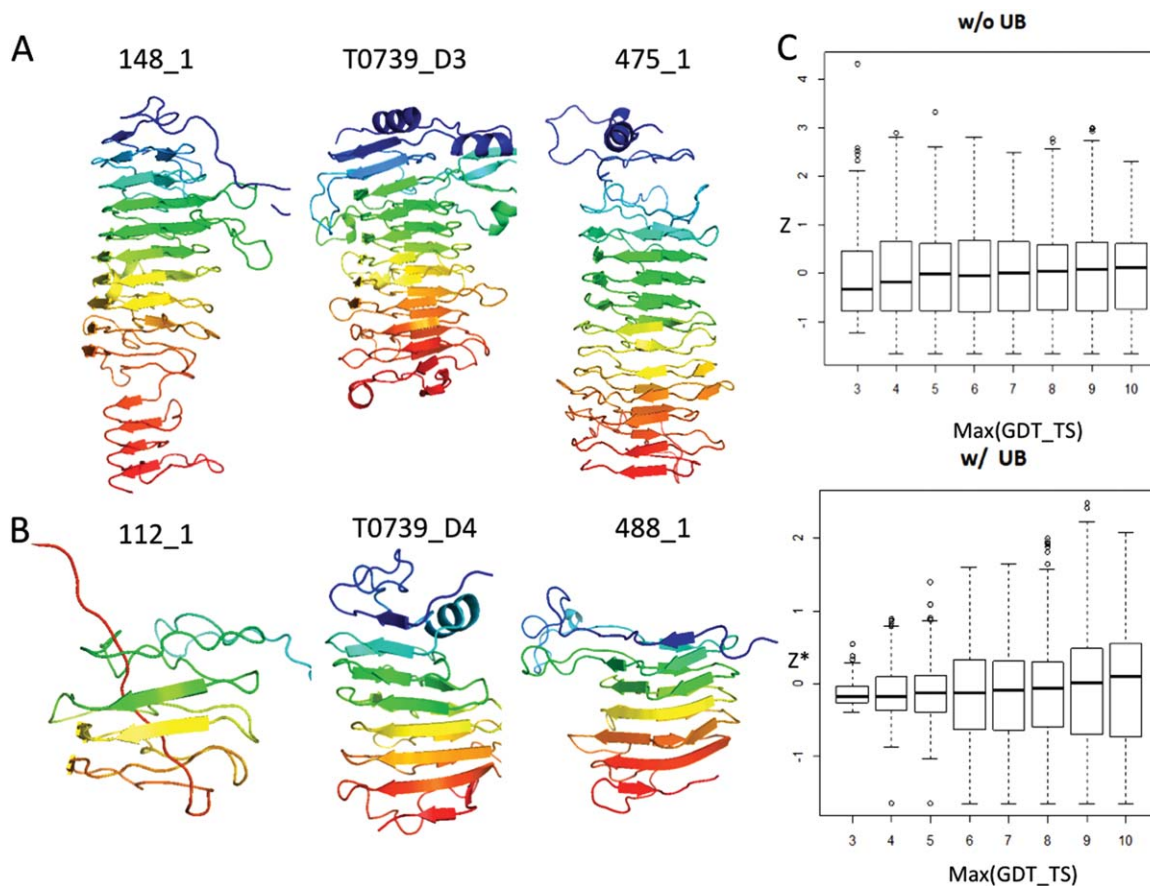 A
148_1 T0739_D3 475_1
B
112_1 T0739_D4 488_1
C
w/o UB
4
3
2
Z
1
0
-1
3 4 5 6 7 8 9 10
Max(GDT_TS)
w/ UB
2
1
Z*
0
-1
3 4 5 6 7 8 9 10
Max(GDT_TS)